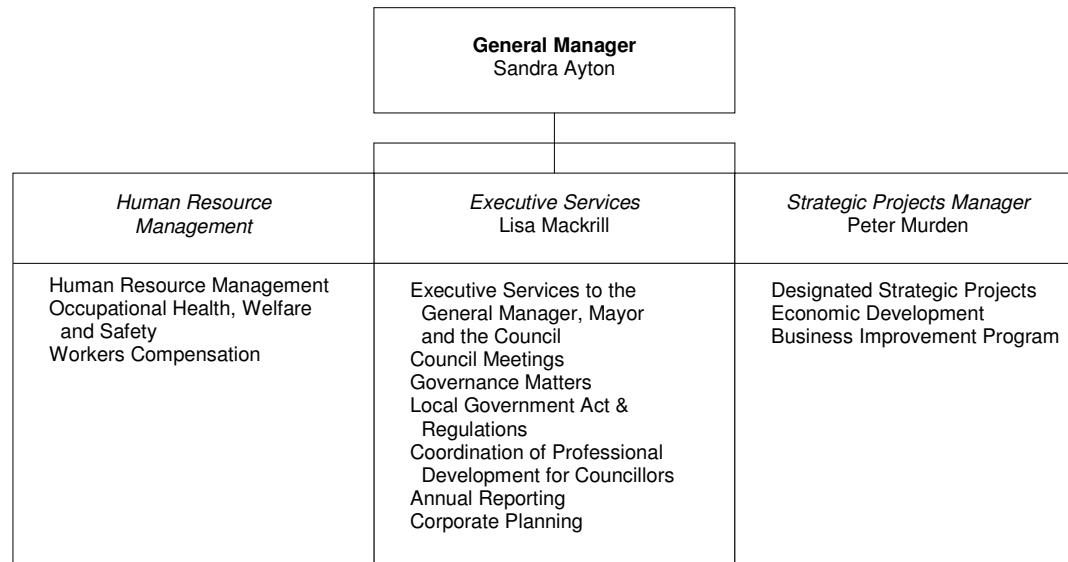 General Manager
Sandra Ayton
Human Resource
Management
Executive Services
Lisa Mackrill
Strategic Projects Manager
Peter Murden
Human Resource Management
Occupational Health, Welfare
and Safety
Workers Compensation
Executive Services to the
General Manager, Mayor
and the Council
Council Meetings
Governance Matters
Local Government Act &
Regulations
Coordination of Professional
Development for Councillors
Annual Reporting
Corporate Planning
Designated Strategic Projects
Economic Development
Business Improvement Program